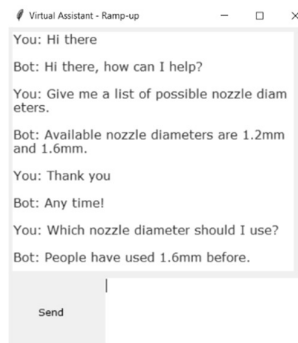 Virtual Assistant - Ramp-up
You: Hi there
Bot: Hi there, how can I help?
You: Give me a list of possible nozzle diam
eters.
Bot: Available nozzle diameters are 1.2mm
and 1.6mm.
You: Thank you
Bot: Any time!
You: Which nozzle diameter should I use?
Bot: People have used 1.6mm before.
Send